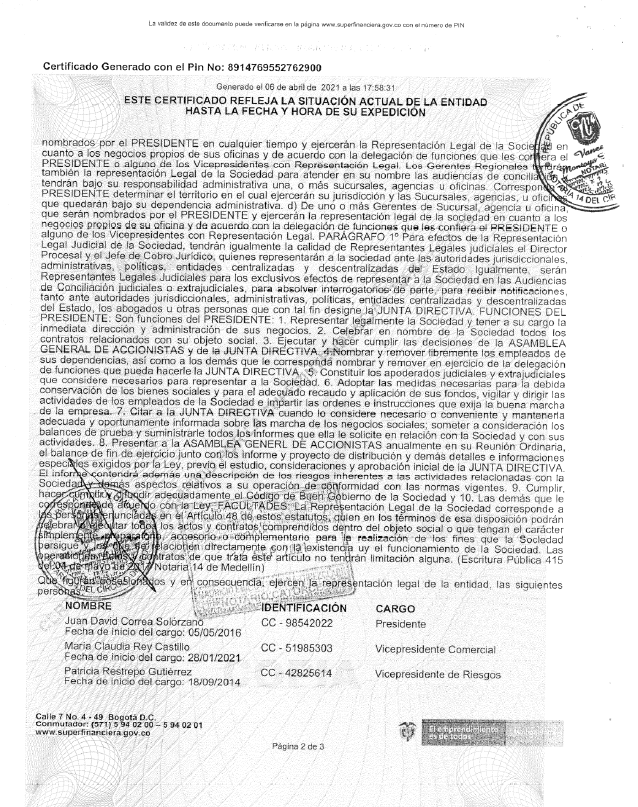 La validez de este documento puede verificarse en la página www.superfinanciera.gov.co con el número de PIN
Certificado Generado con el Pin No: 8914769552762900
Generado el 06 de abril de 2021 a las 17:58:31
ESTE CERTIFICADO REFLEJA LA SITUACIÓN ACTUAL DE LA ENTIDAD
HASTA LA FECHA Y HORA DE SU EXPEDICIÓN
nombrados por el PRESIDENTE en cualquier tiempo y ejercerán la Representación Legal de la Sociedad en
cuanto a los negocios propios de sus oficinas y de acuerdo con la delegación de funciones que les confiera el
PRESIDENTE o alguno de los Vicepresidentes con Representación Legal. Los Gerentes Regionales tendrán
también la representación Legal de la Sociedad para atender en su nombre las audiencias de conciliación,
tendrán bajo su responsabilidad administrativa una, o más sucursales, agencias u oficinas. Corresponde
PRESIDENTE determinar el territorio en el cual ejercerán su jurisdicción y las Sucursales, agencias, u oficinas
que quedarán bajo su dependencia administrativa. d) De uno o más Gerentes de Sucursal, agencia u oficina,
que serán nombrados por el PRESIDENTE y ejercerán la representación legal de la sociedad en cuanto a los
negocios propios de su oficina y de acuerdo con la delegación de funciones que les confiera el PRESIDENTE o
alguno de los Vicepresidentes con Representación Legal. PARÁGRAFO 1º Para efectos de la Representación
Legal Judicial de la Sociedad, tendrán igualmente la calidad de Representantes Legales judiciales el Director
Procesal y el Jefe de Cobro Jurídico, quienes representarán a la sociedad ante las autoridades jurisdiccionales,
administrativas, políticas, entidades centralizadas y descentralizadas del Estado Igualmente, serán
Representantes Legales Judiciales para los exclusivos efectos de representar a la Sociedad en las Audiencias
de Conciliación judiciales o extrajudiciales, para absolver interrogatorios de parte, para recibir notificaciones,
tanto ante autoridades jurisdiccionales, administrativas, políticas, entidades centralizadas y descentralizadas
del Estado, los abogados u otras personas que con tal fin designe la JUNTA DIRECTIVA. FUNCIONES DEL
PRESIDENTE: Son funciones del PRESIDENTE: 1. Representar legalmente la Sociedad y tener a su cargo la
inmediata dirección y administración de sus negocios. 2. Celebrar en nombre de la Sociedad todos los
contratos relacionados con su objeto social. 3. Ejecutar y hacer cumplir las decisiones de la ASAMBLEA
GENERAL DE ACCIONISTAS y de la JUNTA DIRECTIVA. 4.Nombrar y remover libremente los empleados de
sus dependencias, así como a los demás que le corresponda nombrar y remover en ejercicio de la delegación
de funciones que pueda hacerle la JUNTA DIRECTIVA. 5. Constituir los apoderados judiciales y extrajudiciales
que considere necesarios para representar a la Sociedad. 6. Adoptar las medidas necesarias para la debida
conservación de los bienes sociales y para el adecuado recaudo y aplicación de sus fondos, vigilar y dirigir las
actividades de los empleados de la Sociedad e impartir las ordenes e instrucciones que exija la buena marcha
de la empresa. 7. Citar a la JUNTA DIRECTIVA cuando lo considere necesario o conveniente y mantenerla
adecuada y oportunamente informada sobre las marcha de los negocios sociales; someter a consideración los
balances de prueba y suministrarle todos los informes que ella le solicite en relación con la Sociedad y con sus
actividades. 8. Presentar a la ASAMBLEA GENERL DE ACCIONISTAS anualmente en su Reunión Ordinaria,
el balance de fin de ejercicio junto con los informe y proyecto de distribución y demás detalles e informaciones
especiales exigidos por la Ley, previo el estudio, consideraciones y aprobación inicial de la JUNTA DIRECTIVA.
El informe contendrá además una descripción de los riesgos inherentes a las actividades relacionadas con la
Sociedad y demás aspectos relativos a su operación de conformidad con las normas vigentes. 9. Cumplir,
hacer cumplir y difundir adecuadamente el Código de Buen Gobierno de la Sociedad y 10. Las demás que le
correspondan de acuerdo con la Ley. FACULTADES: La Representación Legal de la Sociedad corresponde a
las personas enunciadas en el Artículo 48 de estos estatutos, quien en los términos de esa disposición podrán
celebrar o ejecutar todos los actos y contratos comprendidos dentro del objeto social o que tengan el carácter
simplemente preparatorio, accesorio o complementario para la realización de los fines que la Sociedad
persigue y los que se relacionen directamente con la existencia uy el funcionamiento de la Sociedad. Las
operaciones, actos y contratos de que trata este artículo no tendrán limitación alguna. (Escritura Pública 415
del 04 de mayo de 2017 Notaria 14 de Medellín)
Que figuran posesionados y en consecuencia, ejercen la representación legal de la entidad, las siguientes
personas:
NOMBRE IDENTIFICACIÓN CARGO
Juan David Correa Solórzano CC - 98542022 Presidente
Fecha de inicio del cargo: 05/05/2016
María Claudia Rey Castillo CC - 51985303 Vicepresidente Comercial
Fecha de inicio del cargo: 28/01/2021
Patricia Restrepo Gutiérrez CC - 42825614 Vicepresidente de Riesgos
Fecha de inicio del cargo: 18/09/2014
Calle 7 No. 4 - 49 Bogotá D.C.
Conmutador: (571) 5 94 02 00 – 5 94 02 01
www.superfinanciera.gov.co
El emprendimiento
es de todos
Página 2 de 3